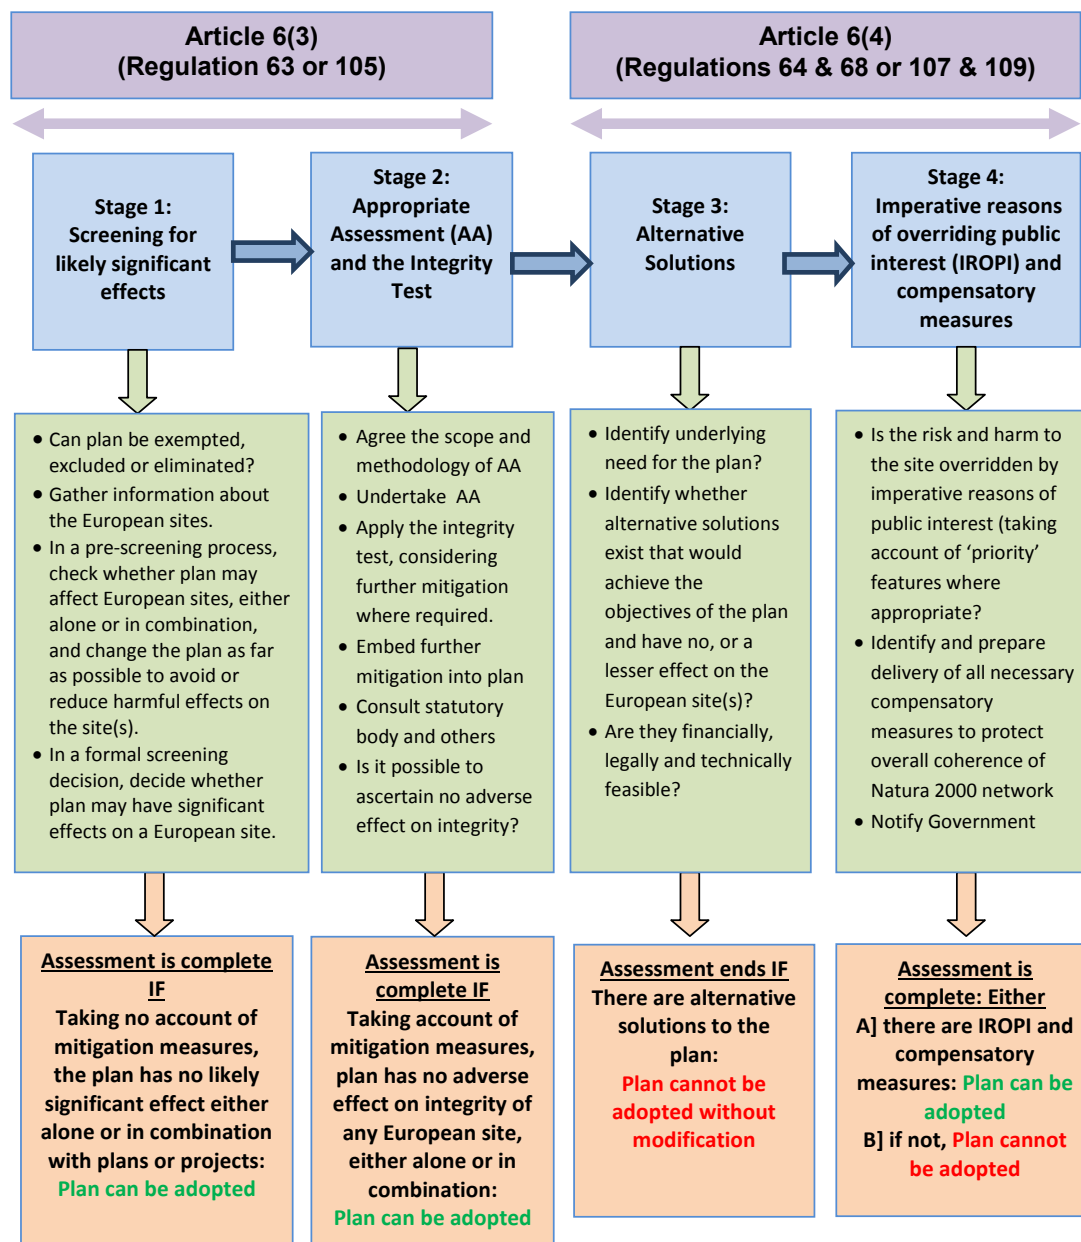 Article 6(3)
(Regulation 63 or 105)
Article 6(4)
(Regulations 64 & 68 or 107 & 109)
Stage 1:
Screening for
likely significant
effects
Stage 2:
Appropriate
Assessment (AA)
and the Integrity
Test
Stage 3:
Alternative
Solutions
Stage 4:
Imperative reasons
of overriding public
interest (IROPI) and
compensatory
measures
• Can plan be exempted,
excluded or eliminated?
• Gather information about
the European sites.
• In a pre-screening process,
check whether plan may
affect European sites, either
alone or in combination,
and change the plan as far
as possible to avoid or
reduce harmful effects on
the site(s).
• In a formal screening
decision, decide whether
plan may have significant
effects on a European site.
• Agree the scope and
methodology of AA
• Undertake AA
• Apply the integrity
test, considering
further mitigation
where required.
• Embed further
mitigation into plan
• Consult statutory
body and others
• Is it possible to
ascertain no adverse
effect on integrity?
• Identify underlying
need for the plan?
• Identify whether
alternative solutions
exist that would
achieve the
objectives of the plan
and have no, or a
lesser effect on the
European site(s)?
• Are they financially,
legally and technically
feasible?
• Is the risk and harm to
the site overridden by
imperative reasons of
public interest (taking
account of ‘priority’
features where
appropriate?
• Identify and prepare
delivery of all necessary
compensatory
measures to protect
overall coherence of
Natura 2000 network
• Notify Government
Assessment is complete
IF
Taking no account of
mitigation measures,
the plan has no likely
significant effect either
alone or in combination
with plans or projects:
Plan can be adopted
Assessment is
complete IF
Taking account of
mitigation measures,
plan has no adverse
effect on integrity of
any European site,
either alone or in
combination:
Plan can be adopted
Assessment ends IF
There are alternative
solutions to the
plan:
Plan cannot be
adopted without
modification
Assessment is
complete: Either
A] there are IROPI and
compensatory
measures: Plan can be
adopted
B] if not, Plan cannot
be adopted